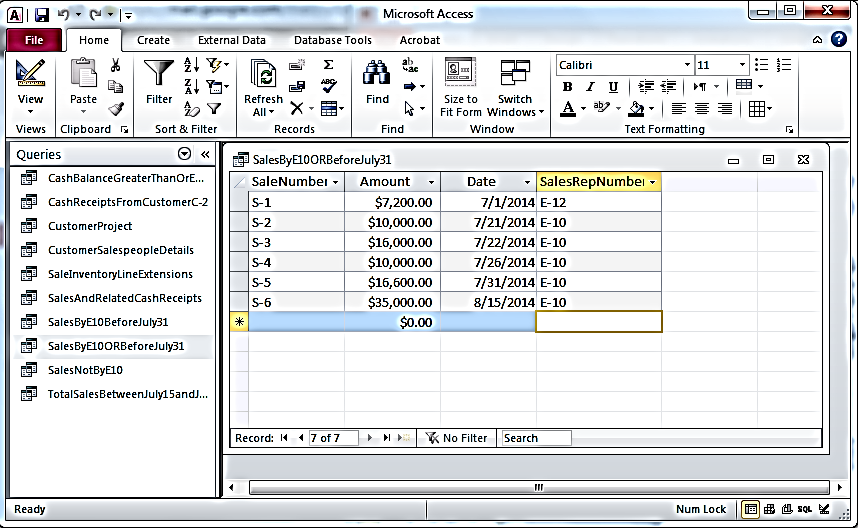 Microsoft Access
File Home Create External Data Database Tools Acrobat
View
Views
Paste
Clipboard
Filter
Sort & Filter
Refresh
All
Records
Find
Find
Size to
Fit Form
Switch
Windows
Window
Calibri 11
B I U
Text Formatting
Queries
CashBalanceGreaterThanOrE...
CashReceiptsFromCustomerC-2
CustomerProject
CustomerSalespeopleDetails
SaleInventoryLineExtensions
SalesAndRelatedCashReceipts
SalesByE10BeforeJuly31
SalesByE10ORBeforeJuly31
SalesNotByE10
TotalSalesBetweenJuly15andJ...
SalesByE10ORBeforeJuly31
SaleNumber Amount Date SalesRepNumber
S-1 $7,200.00 7/1/2014 E-12
S-2 $10,000.00 7/21/2014 E-10
S-3 $16,000.00 7/22/2014 E-10
S-4 $10,000.00 7/26/2014 E-10
S-5 $16,600.00 7/31/2014 E-10
S-6 $35,000.00 8/15/2014 E-10
* $0.00
Record: 7 of 7 No Filter Search
Ready Num Lock SQL